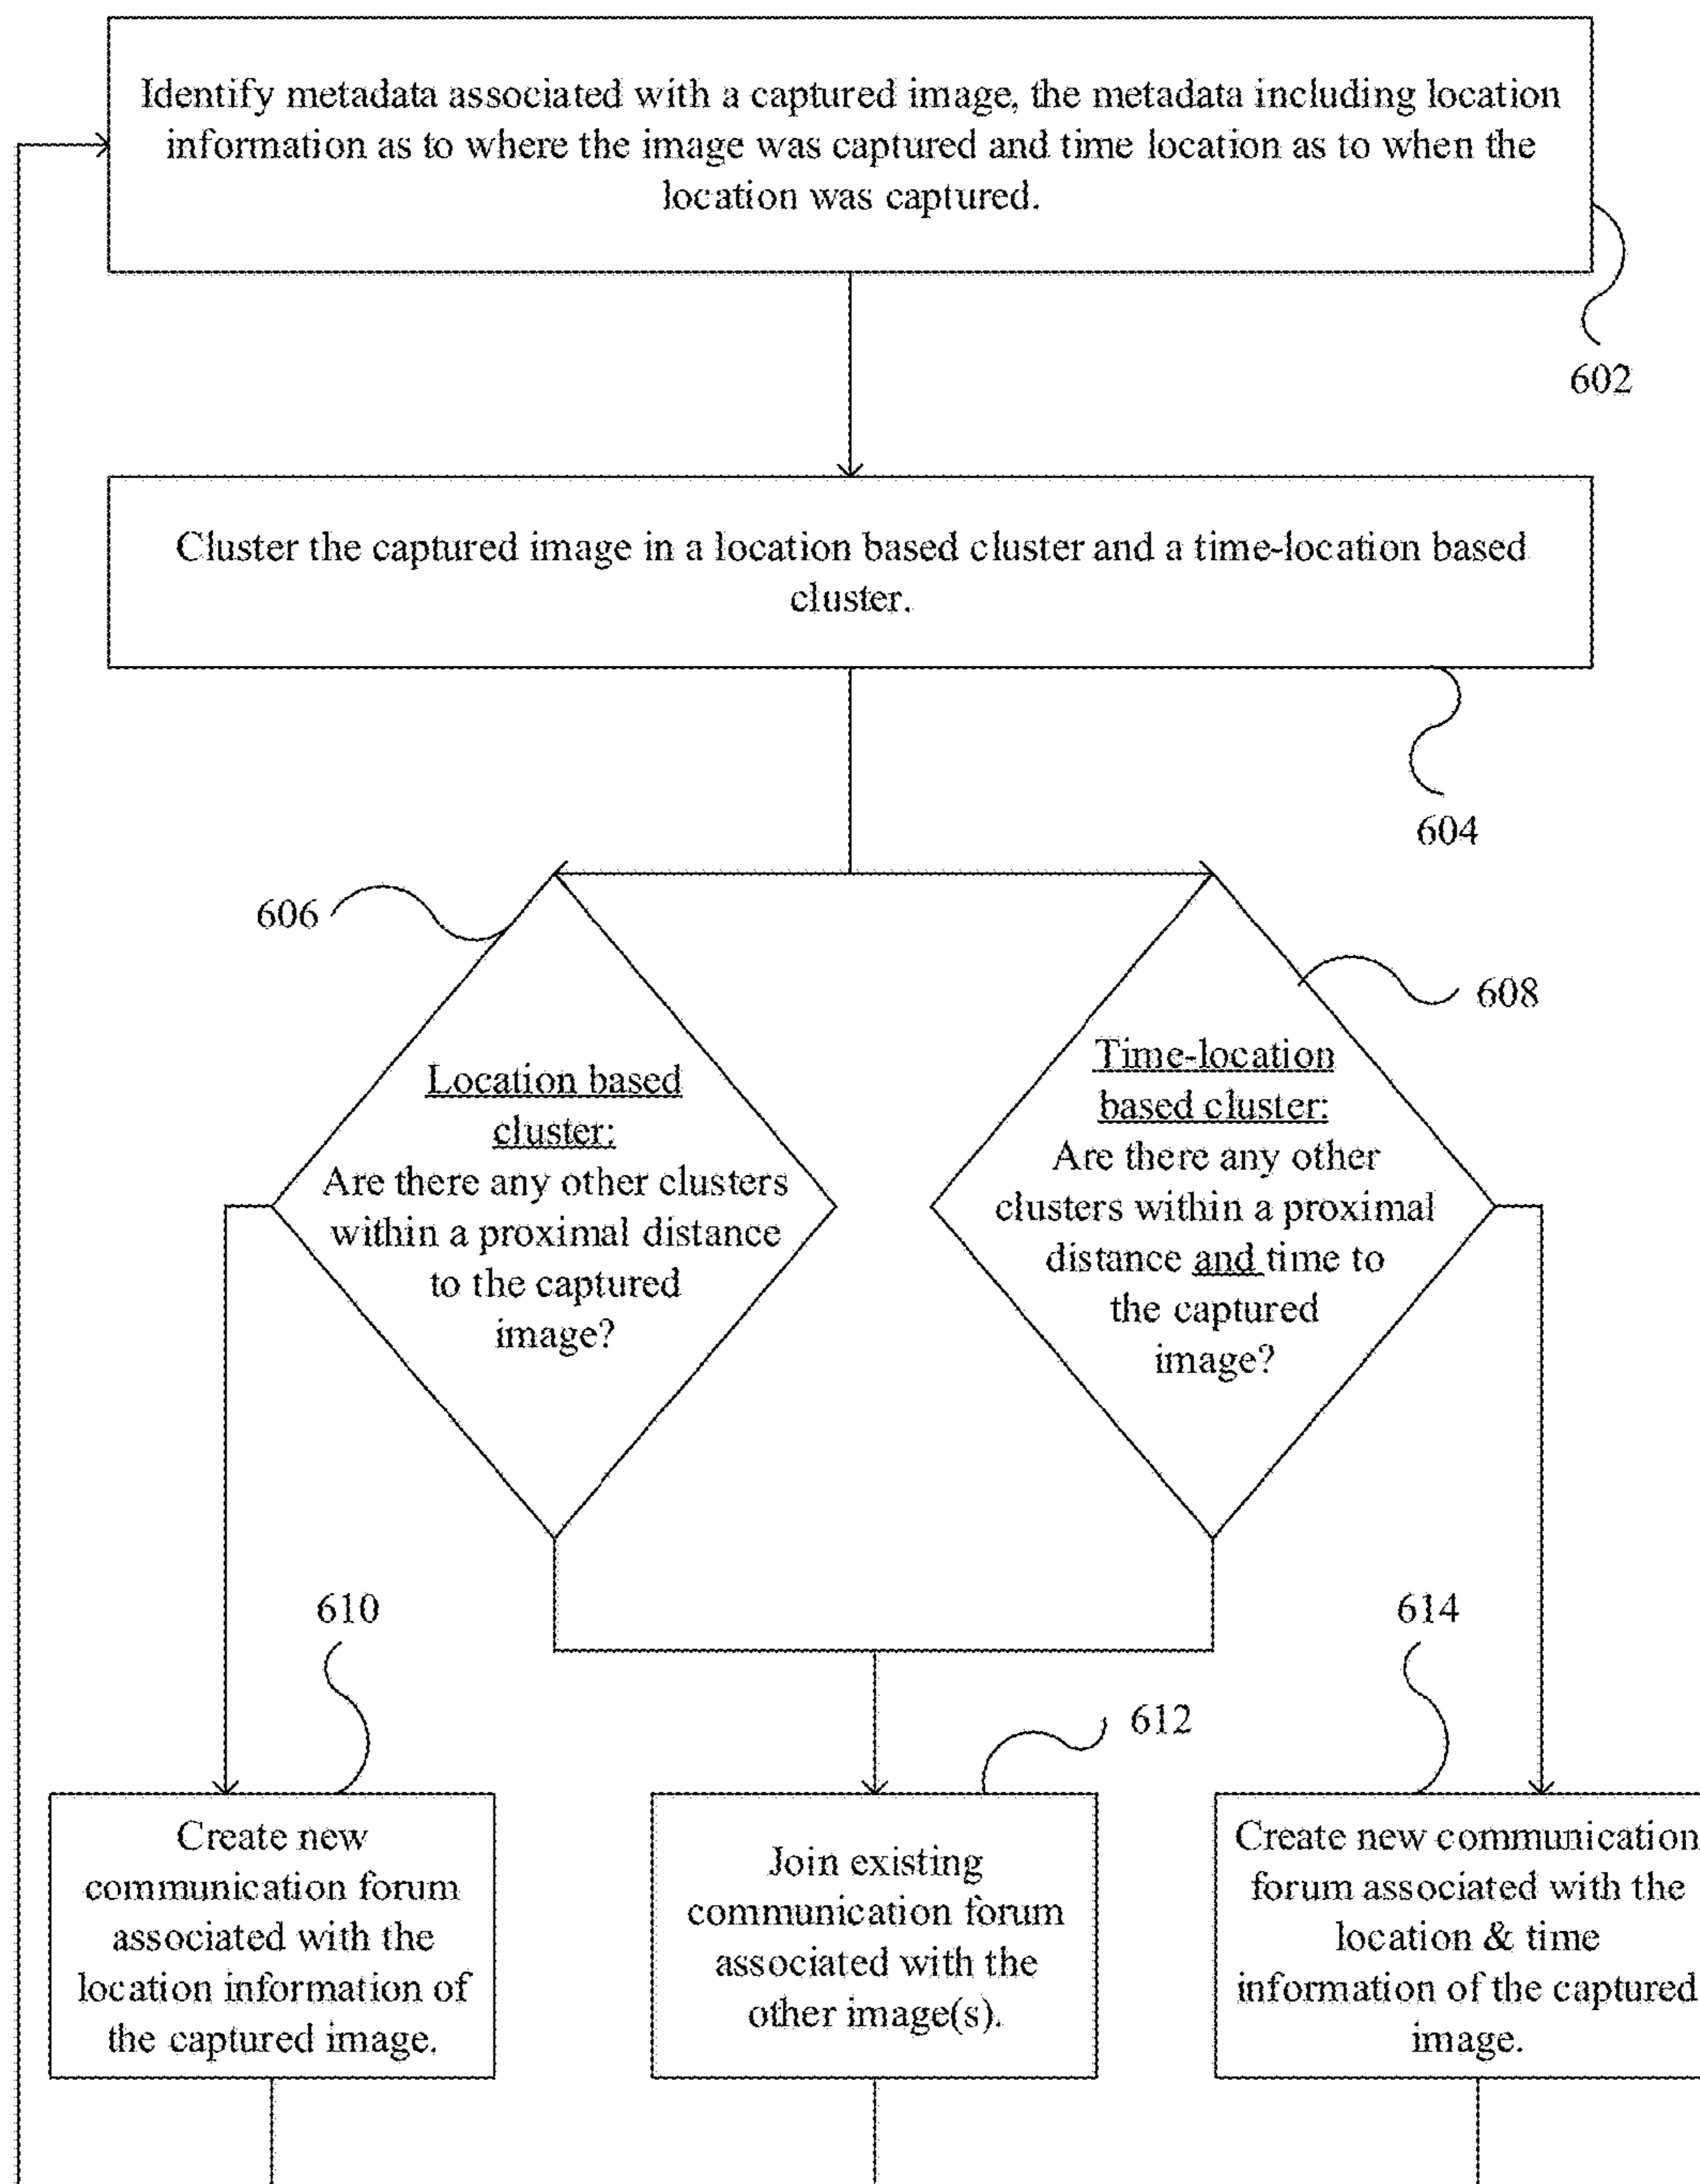 Identify metadata associated with a captured image, the metadata including location
information as to where the image was captured and time location as to when the
location was captured.
602
Cluster the captured image in a location based cluster and a time-location based
cluster.
604
606
608
Location based
cluster:
Are there any other clusters
within a proximal distance
to the captured
image?
Time-location
based cluster:
Are there any other
clusters within a proximal
distance and time to
the captured
image?
610
614
612
Create new
communication forum
associated with the
location information of
the captured image.
Join existing
communication forum
associated with the
other image(s).
Create new communication
forum associated with the
location & time
information of the captured
image.